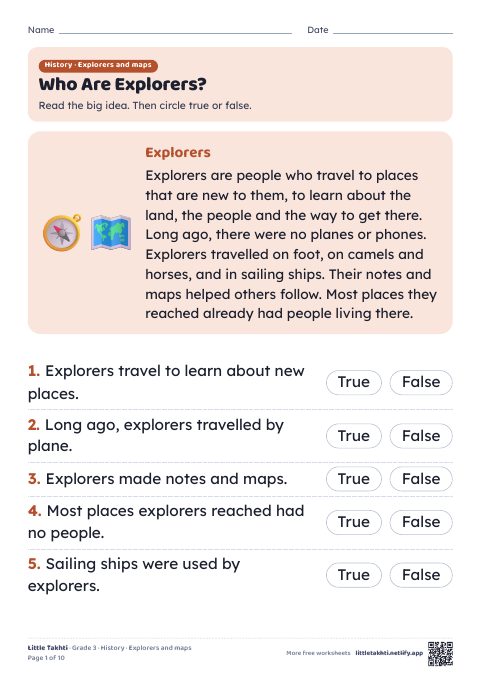 Name Date
History · Explorers and maps
Who Are Explorers?
Read the big idea. Then circle true or false.
Explorers
Explorers are people who travel to places
that are new to them, to learn about the
land, the people and the way to get there.
Long ago, there were no planes or phones.
Explorers travelled on foot, on camels and
horses, and in sailing ships. Their notes and
maps helped others follow. Most places they
reached already had people living there.
1. Explorers travel to learn about new
places.
True False
2. Long ago, explorers travelled by
plane.
True False
3. Explorers made notes and maps. True False
4. Most places explorers reached had
no people.
True False
5. Sailing ships were used by
explorers.
True False
Little Takhti · Grade 3 · History · Explorers and maps
Page 1 of 10
More free worksheets · littletakhti.netlify.app